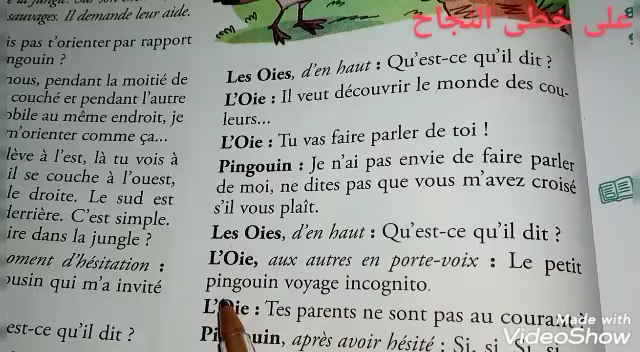 على خطى النجاح
a jungle. Sur son
sauvages. Il demande leur aide.
is pas t'orienter par rapport
ngouin ?
nous, pendant la moitié de
couché et pendant l'autre
obile au même endroit, je
m'orienter comme ça...
lève à l'est, là tu vois à
il se couche à l'ouest,
le droite. Le sud est
derrière. C'est simple.
ire dans la jungle ?
oment d'hésitation :
ousin qui m'a invité
est-ce qu'il dit ?
Les Oies, d'en haut : Qu'est-ce qu'il dit ?
L'Oie : Il veut découvrir le monde des cou-
leurs...
L'Oie : Tu vas faire parler de toi !
Pingouin : Je n'ai pas envie de faire parler
de moi, ne dites pas que vous m'avez croisé
s'il vous plaît.
Les Oies, d'en haut : Qu'est-ce qu'il dit ?
L'Oie, aux autres en porte-voix : Le petit
pingouin voyage incognito.
L'Oie : Tes parents ne sont pas au courant ?
Pingouin, après avoir hésité : Si, si. Si, si
Made with
VideoShow